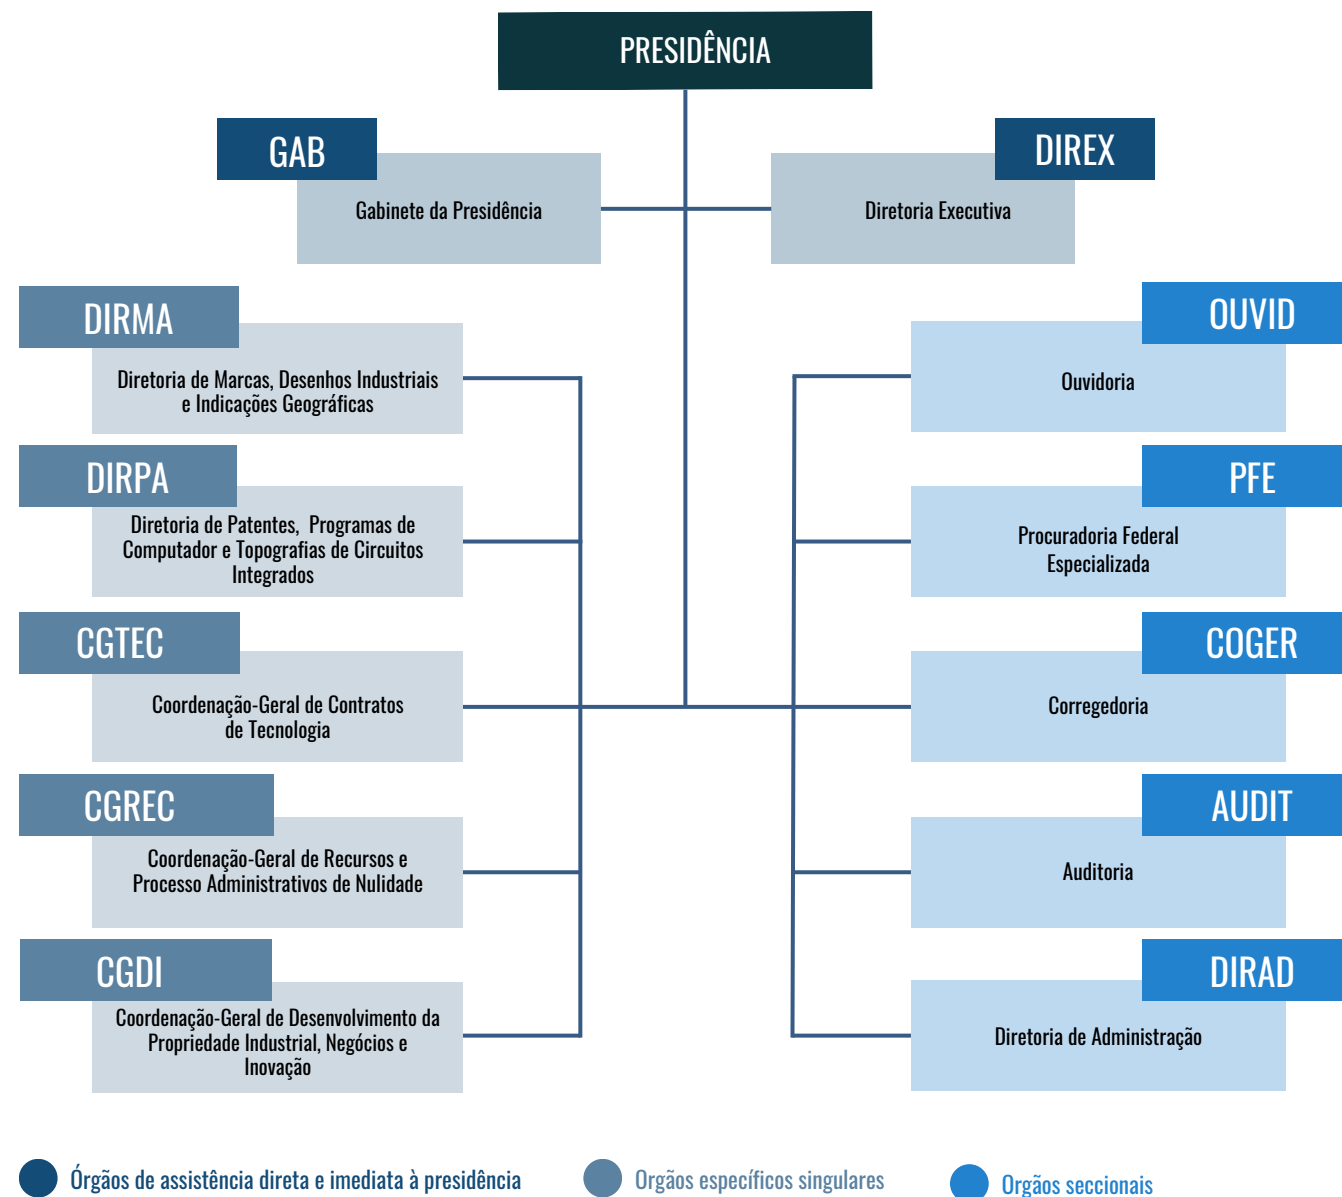 PRESIDÊNCIA
GAB
Gabinete da Presidência
DIREX
Diretoria Executiva
DIRMA
Diretoria de Marcas, Desenhos Industriais
e Indicações Geográficas
DIRPA
Diretoria de Patentes, Programas de
Computador e Topografias de Circuitos
Integrados
CGTEC
Coordenação-Geral de Contratos
de Tecnologia
CGREC
Coordenação-Geral de Recursos e
Processo Administrativos de Nulidade
CGDI
Coordenação-Geral de Desenvolvimento da
Propriedade Industrial, Negócios e
Inovação
OUVID
Ouvidoria
PFE
Procuradoria Federal
Especializada
COGER
Corregedoria
AUDIT
Auditoria
DIRAD
Diretoria de Administração
Órgãos de assistência direta e imediata à presidência
Orgãos específicos singulares
Orgãos seccionais